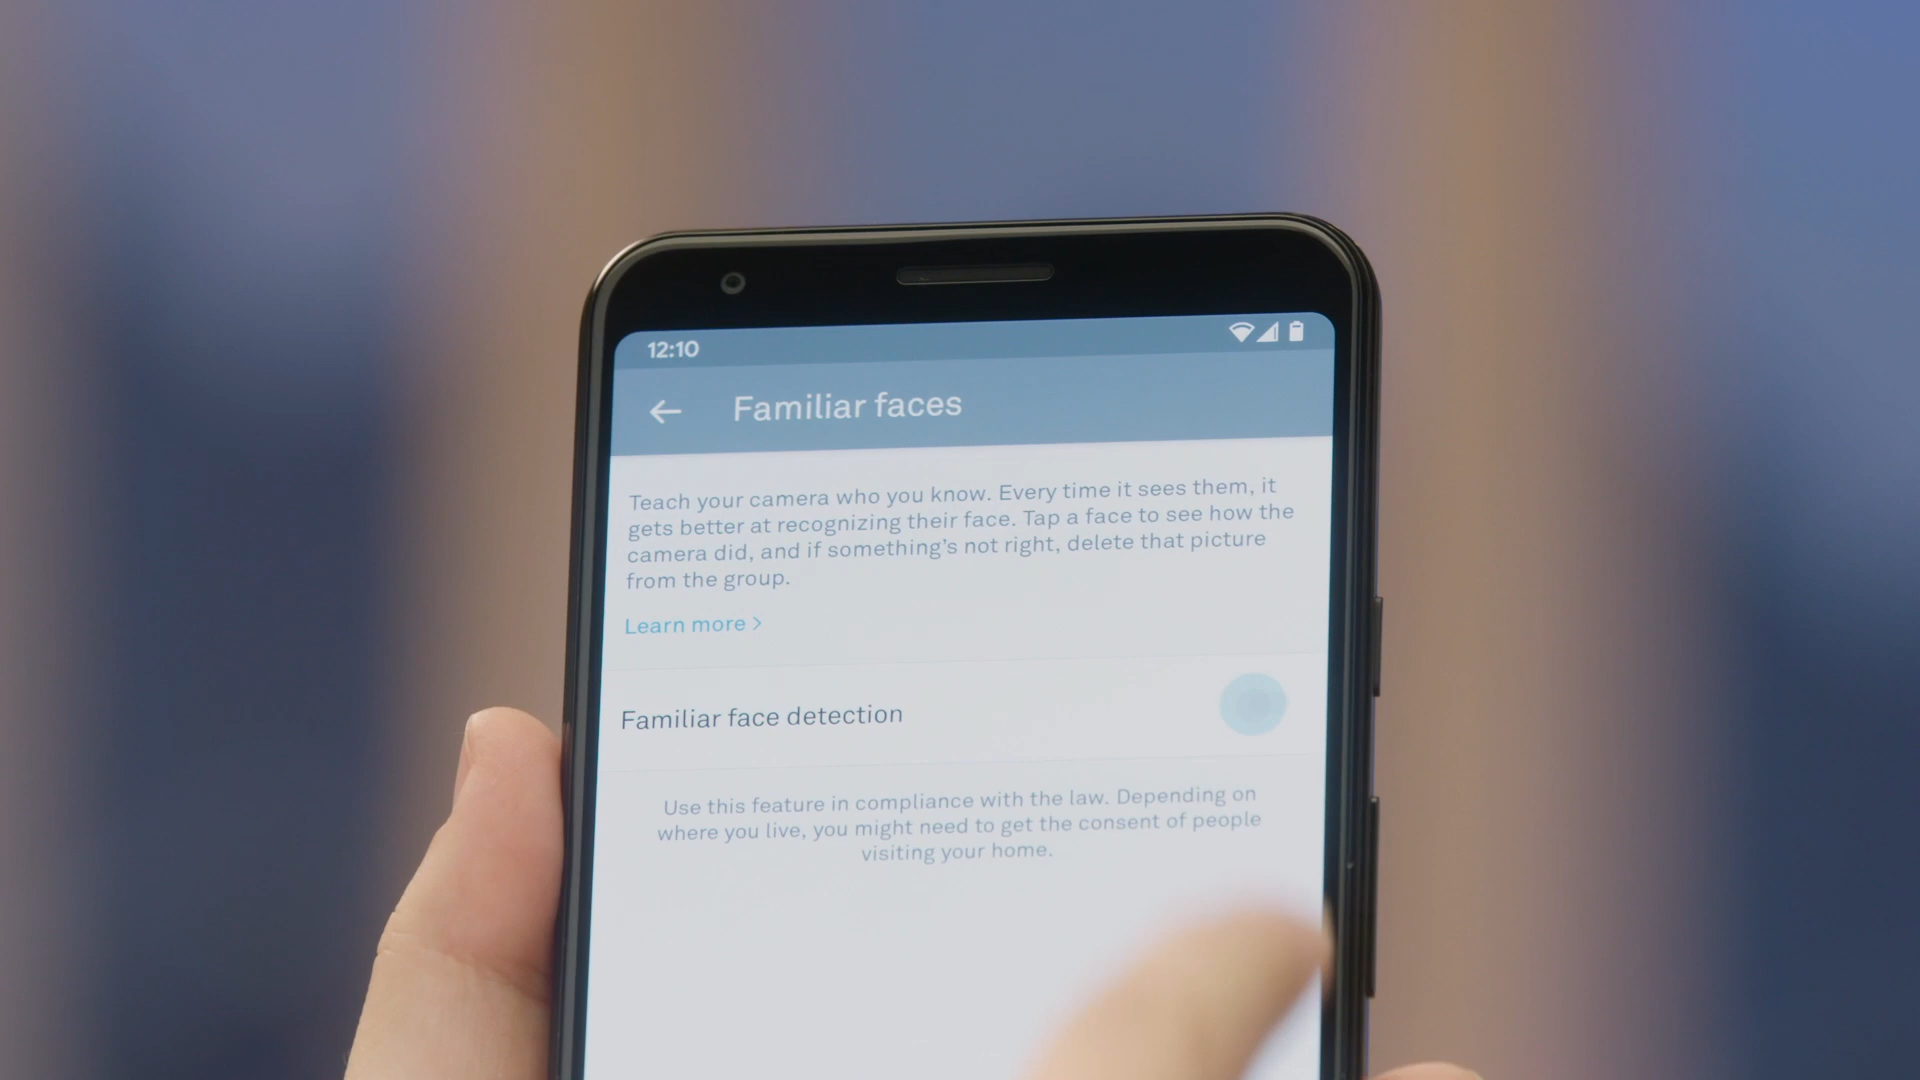 12:10
Familiar faces
Teach your camera who you know. Every time it sees them, it
gets better at recognizing their face. Tap a face to see how the
camera did, and if something's not right, delete that picture
from the group.
Learn more >
Familiar face detection
Use this feature in compliance with the law. Depending on
where you live, you might need to get the consent of people
visiting your home.